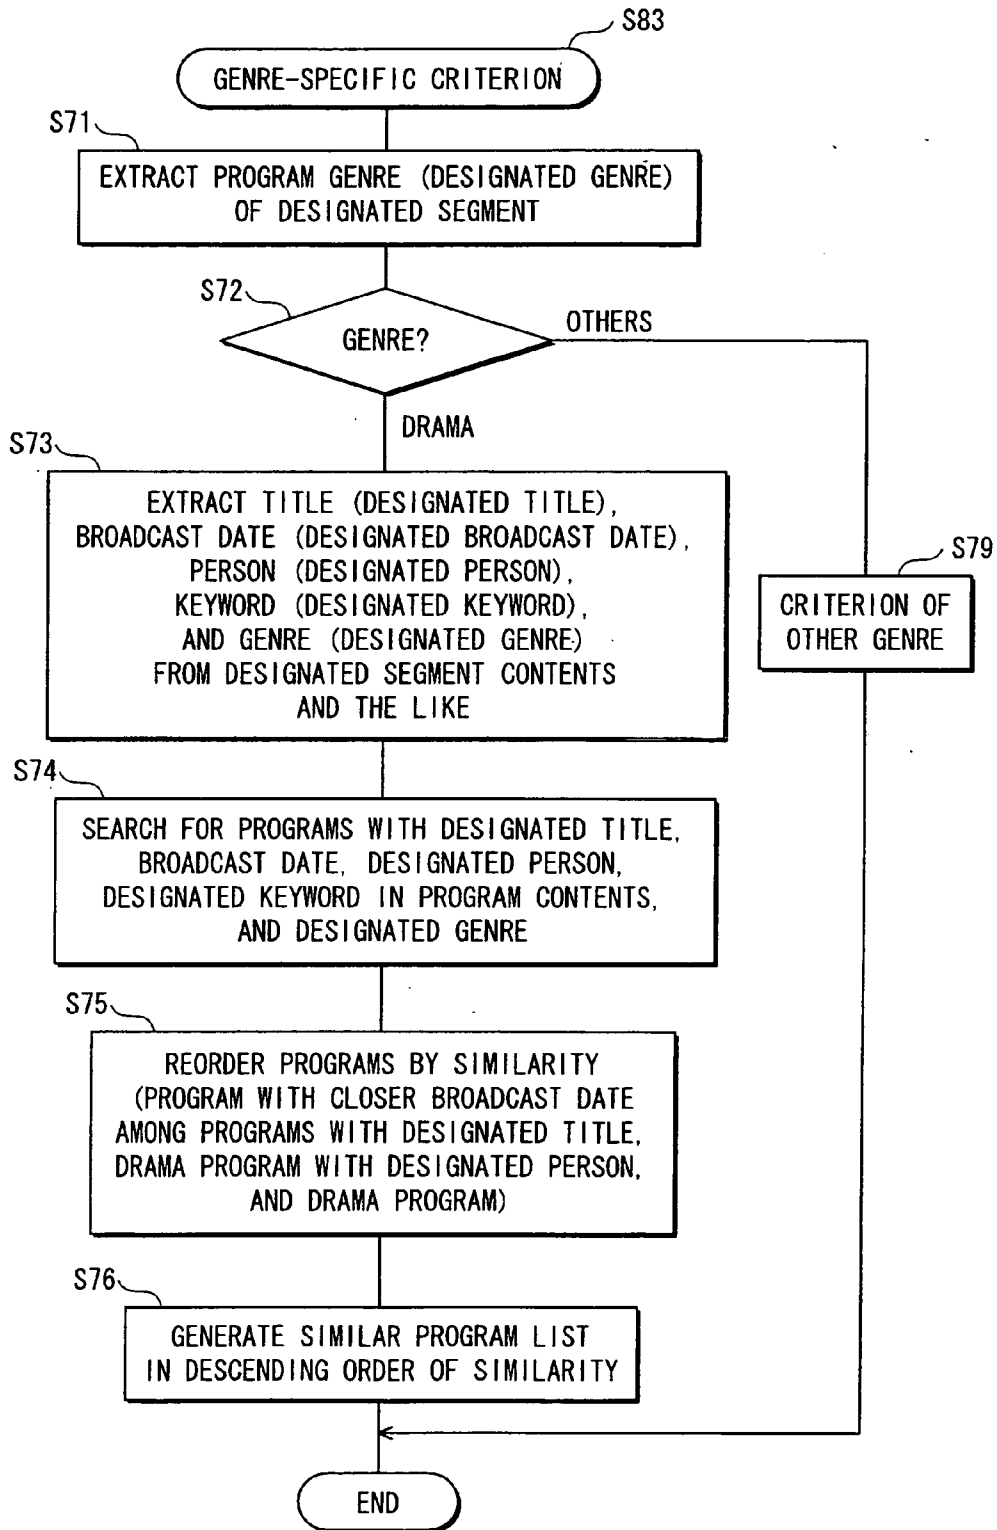 S83
GENRE-SPECIFIC CRITERION
S71
EXTRACT PROGRAM GENRE (DESIGNATED GENRE)
OF DESIGNATED SEGMENT
S72
GENRE?
OTHERS
DRAMA
S73
EXTRACT TITLE (DESIGNATED TITLE),
BROADCAST DATE (DESIGNATED BROADCAST DATE),
PERSON (DESIGNATED PERSON),
KEYWORD (DESIGNATED KEYWORD),
AND GENRE (DESIGNATED GENRE)
FROM DESIGNATED SEGMENT CONTENTS
AND THE LIKE
S79
CRITERION OF
OTHER GENRE
S74
SEARCH FOR PROGRAMS WITH DESIGNATED TITLE,
BROADCAST DATE, DESIGNATED PERSON,
DESIGNATED KEYWORD IN PROGRAM CONTENTS,
AND DESIGNATED GENRE
S75
REORDER PROGRAMS BY SIMILARITY
(PROGRAM WITH CLOSER BROADCAST DATE
AMONG PROGRAMS WITH DESIGNATED TITLE,
DRAMA PROGRAM WITH DESIGNATED PERSON,
AND DRAMA PROGRAM)
S76
GENERATE SIMILAR PROGRAM LIST
IN DESCENDING ORDER OF SIMILARITY
END